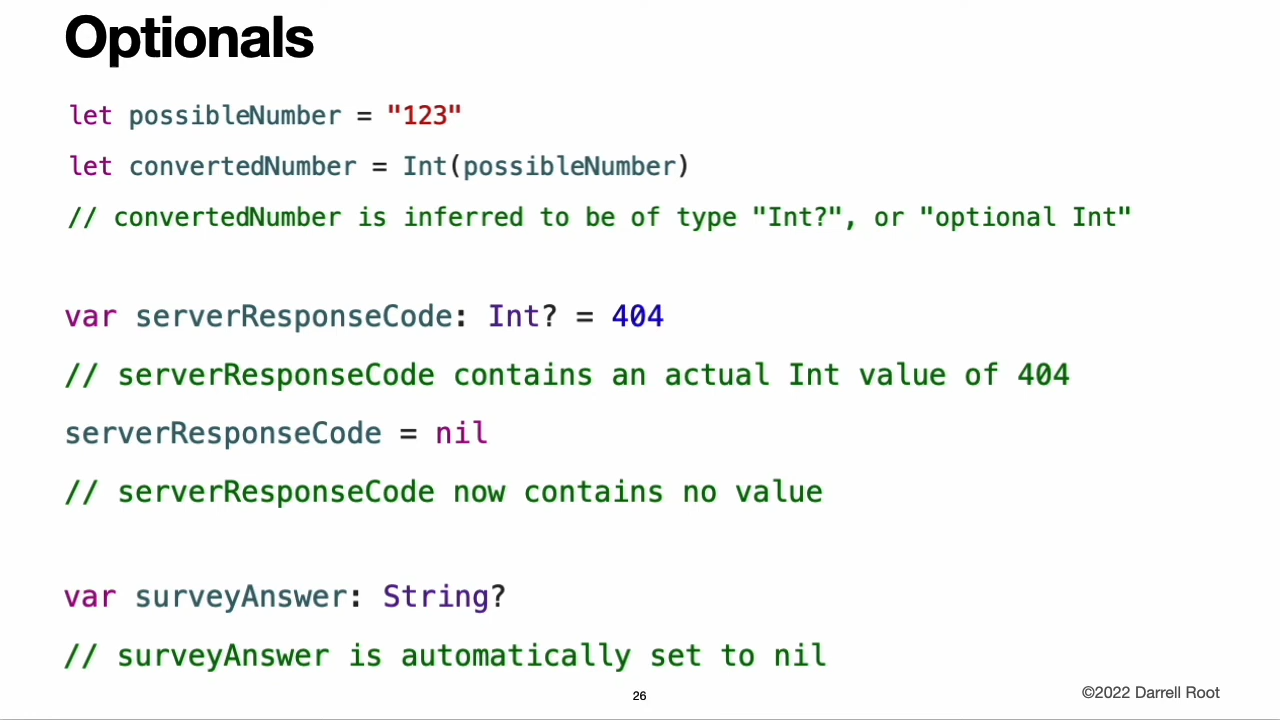 Optionals
let possibleNumber = "123"
let convertedNumber = Int(possibleNumber)
// convertedNumber is inferred to be of type "Int?", or "optional Int"
var serverResponseCode: Int? = 404
// serverResponseCode contains an actual Int value of 404
serverResponseCode = nil
// serverResponseCode now contains no value
var surveyAnswer: String?
// surveyAnswer is automatically set to nil
26
©2022 Darrell Root